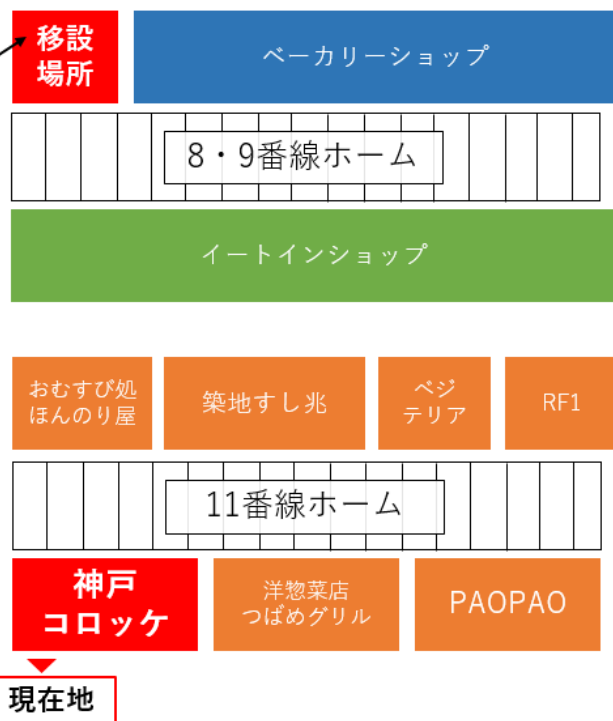 移設
場所
ベーカリーショップ
8・9番線ホーム
イートインショップ
おむすび処
ほんのり屋
築地すし兆
ベジ
テリア
RF1
11番線ホーム
神戸
コロッケ
洋惣菜店
つばめグリル
PAOPAO
現在地